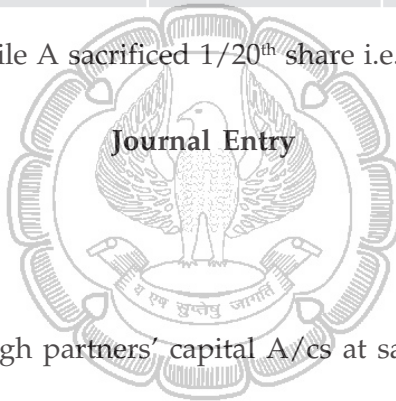 ile A sacrificed 1/20th share i.e.
Journal Entry
य एष सुप्तेषु जागर्ति
gh partners' capital A/cs at sa